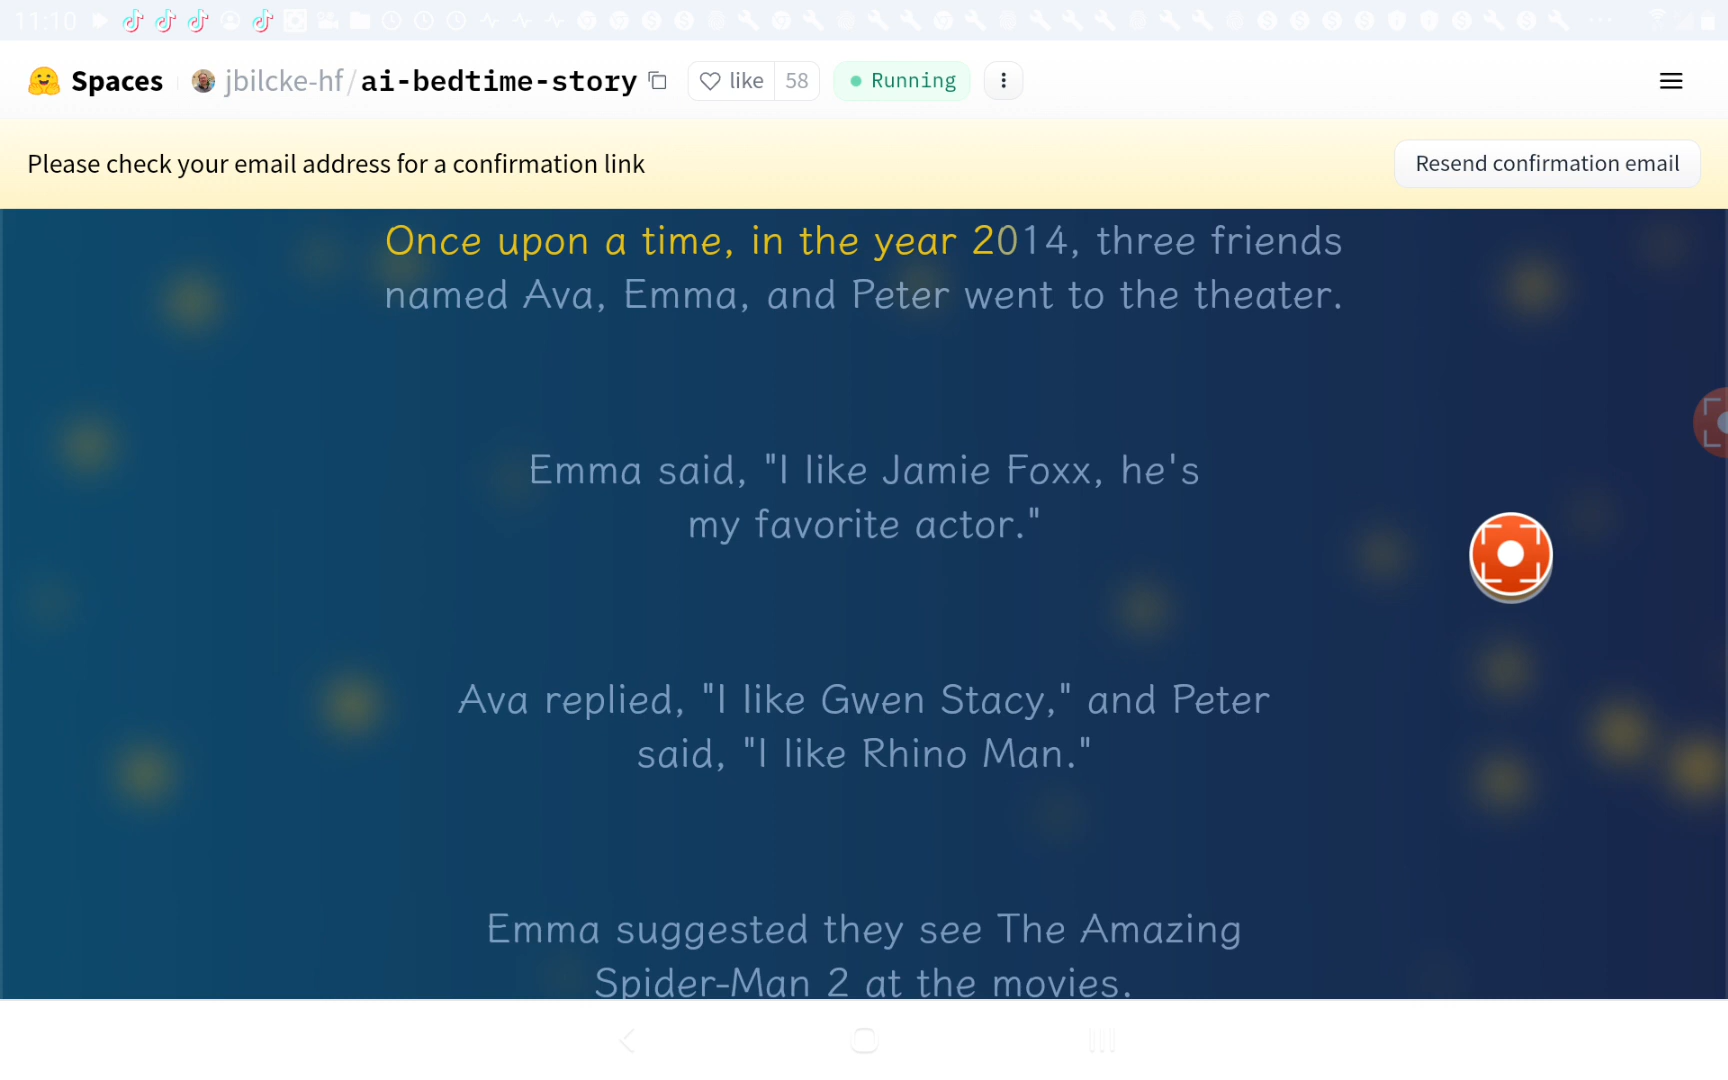 11:10
Spaces jbilcke-hf/ai-bedtime-story like 58 Running
Please check your email address for a confirmation link Resend confirmation email
Once upon a time, in the year 2014, three friends
named Ava, Emma, and Peter went to the theater.
Emma said, "I like Jamie Foxx, he's
my favorite actor."
Ava replied, "I like Gwen Stacy," and Peter
said, "I like Rhino Man."
Emma suggested they see The Amazing
Spider-Man 2 at the movies.